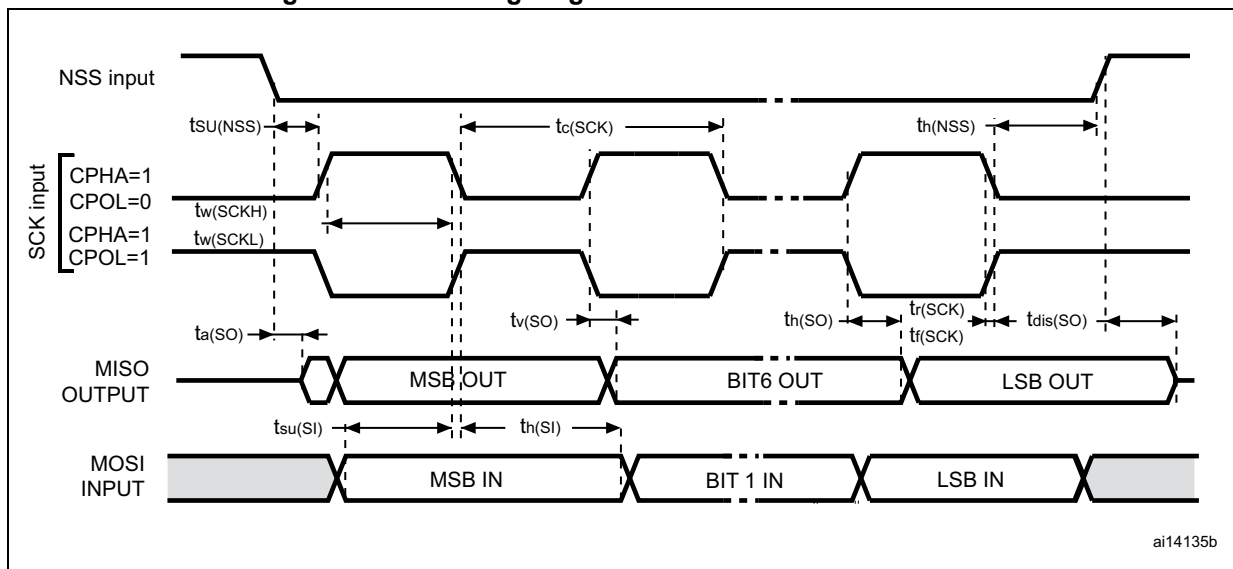 NSS input
tSU(NSS)
tc(SCK)
th(NSS)
SCK input
CPHA=1
CPOL=0
tw(SCKH)
CPHA=1
tw(SCKL)
CPOL=1
ta(SO)
tv(SO)
th(SO)
tr(SCK)
tf(SCK)
tdis(SO)
MISO
OUTPUT
MSB OUT
BIT6 OUT
LSB OUT
tsu(SI)
th(SI)
MOSI
INPUT
MSB IN
BIT 1 IN
LSB IN
ai14135b